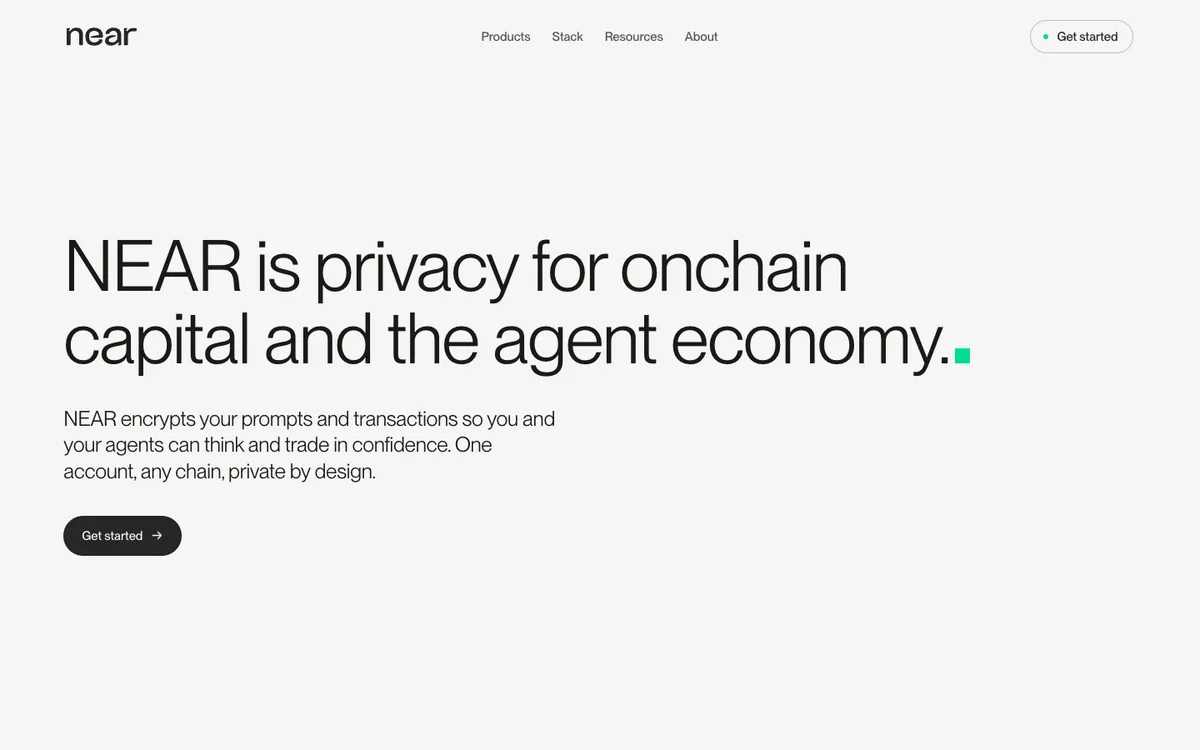 near
Products
Stack
Resources
About
Get started
NEAR is privacy for onchain
capital and the agent economy.
NEAR encrypts your prompts and transactions so you and
your agents can think and trade in confidence. One
account, any chain, private by design.
Get started →